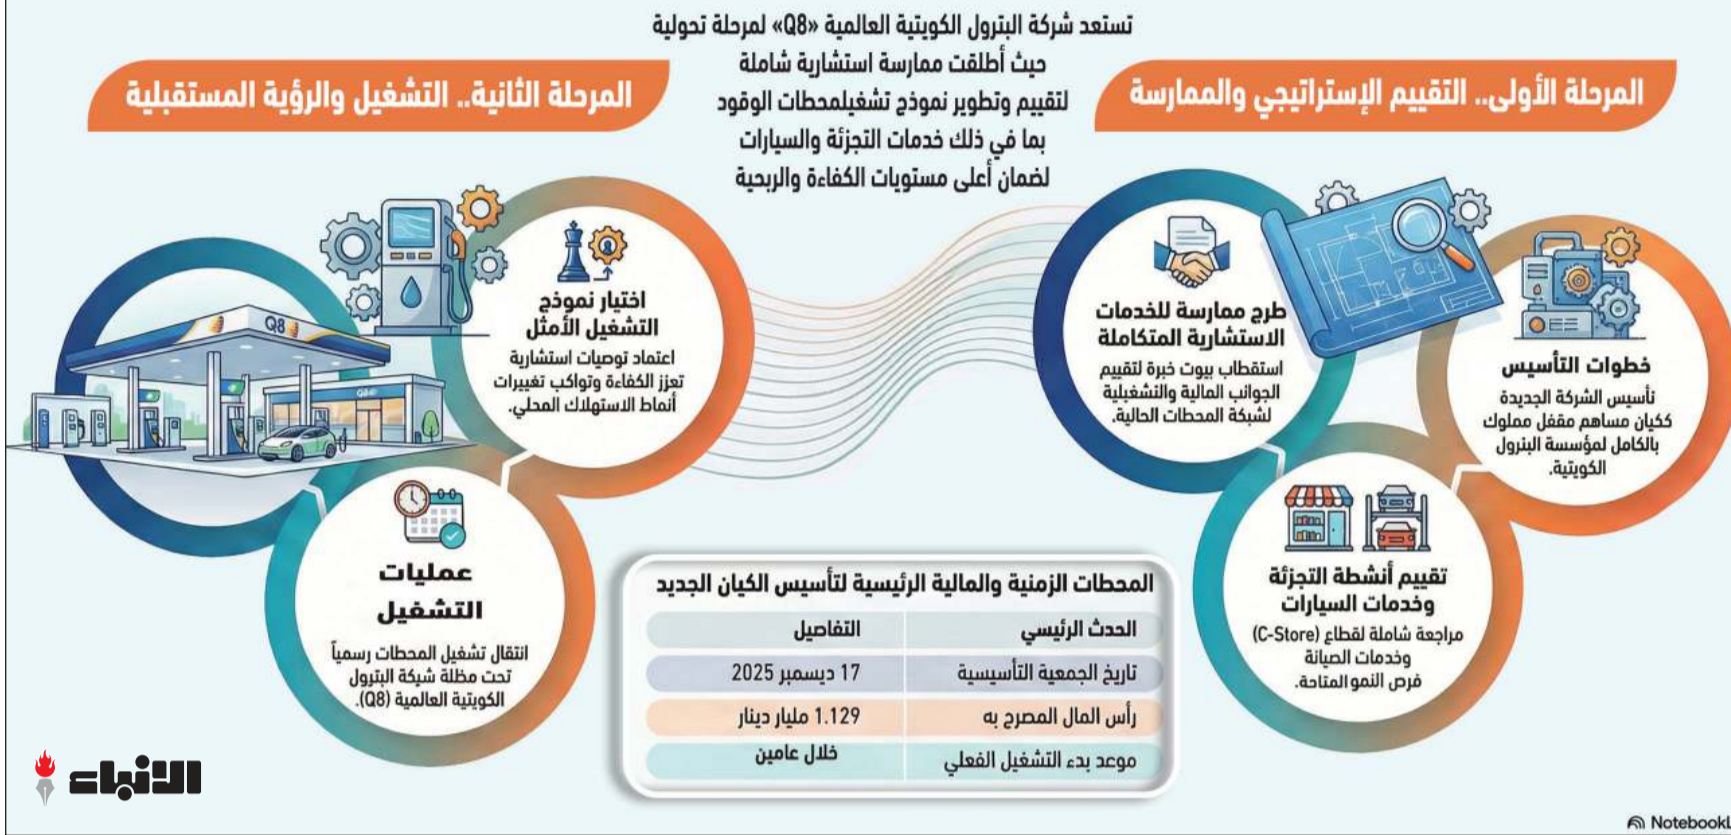 تستعد شركة البترول الكويتية العالمية «Q8» لمرحلة تحولية
حيث أطلقت ممارسة استشارية شاملة
لتقييم وتطوير نموذج تشغيلمحطات الوقود
بما في ذلك خدمات التجزئة والسيارات
لضمان أعلى مستويات الكفاءة والربحية
المرحلة الأولى.. التقييم الإستراتيجي والممارسة
خطوات التأسيس
تأسيس الشركة الجديدة
ككيان مساهم مقفل مملوك
بالكامل لمؤسسة البترول
الكويتية.
طرح ممارسة للخدمات
الاستشارية المتكاملة
استقطاب بيوت خبرة لتقييم
الجوانب المالية والتشغيلية
لشبكة المحطات الحالية.
تقييم أنشطة التجزئة
وخدمات السيارات
مراجعة شاملة لقطاع (C-Store)
وخدمات الصيانة
فرص النمو المتاحة.
المرحلة الثانية.. التشغيل والرؤية المستقبلية
اختيار نموذج
التشغيل الأمثل
اعتماد توصيات استشارية
تعزز الكفاءة وتواكب تغييرات
أنماط الاستهلاك المحلي.
Q8
Q8
عمليات
التشغيل
انتقال تشغيل المحطات رسمياً
تحت مظلة شركة البترول
الكويتية العالمية (Q8).
المحطات الزمنية والمالية الرئيسية لتأسيس الكيان الجديد
الحدث الرئيسي التفاصيل
تاريخ الجمعية التأسيسية 17 ديسمبر 2025
رأس المال المصرح به 1.129 مليار دينار
موعد بدء التشغيل الفعلي خلال عامين
الأنباء
NotebookL